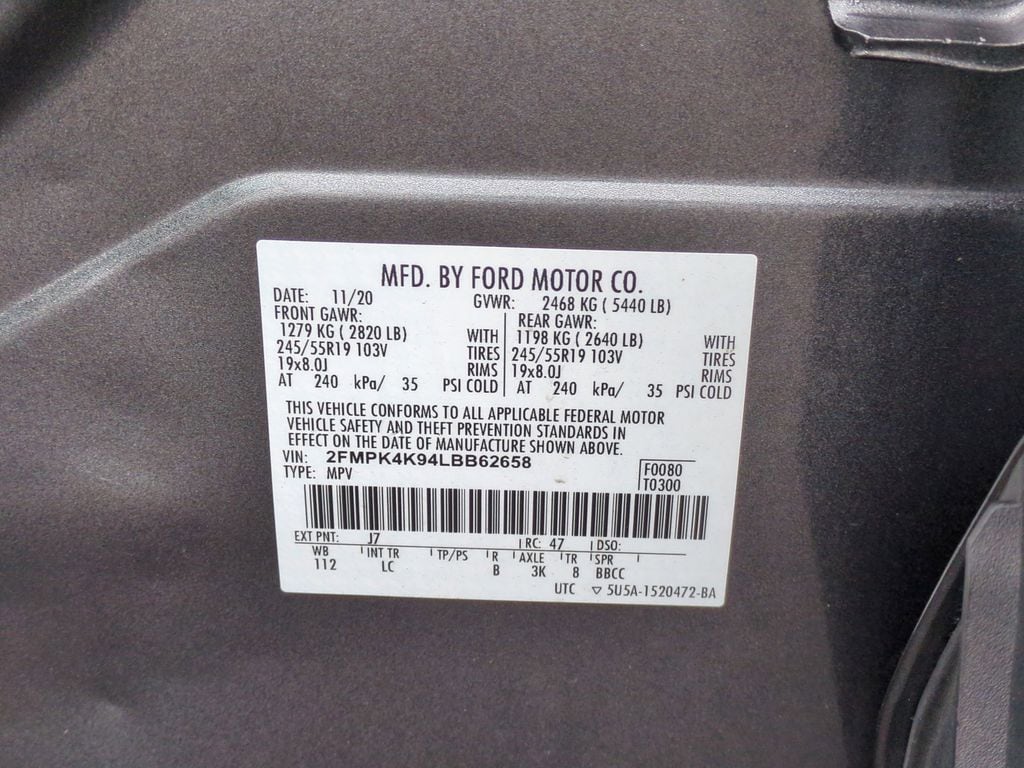 MFD. BY FORD MOTOR CO.
DATE: 11/20 GVWR: 2468 KG ( 5440 LB)
FRONT GAWR: REAR GAWR:
1279 KG ( 2820 LB) WITH 1198 KG ( 2640 LB) WITH
245/55R19 103V TIRES 245/55R19 103V TIRES
19x8.0J RIMS 19x8.0J RIMS
AT 240 kPa/ 35 PSI COLD AT 240 kPa/ 35 PSI COLD
THIS VEHICLE CONFORMS TO ALL APPLICABLE FEDERAL MOTOR
VEHICLE SAFETY AND THEFT PREVENTION STANDARDS IN
EFFECT ON THE DATE OF MANUFACTURE SHOWN ABOVE.
VIN: 2FMPK4K94LBB62658 F0080
TYPE: MPV T0300
EXT PNT: J7 RC: 47 DSO:
WB INT TR TP/PS R AXLE TR SPR
112 LC B 3K 8 BBCC
UTC ▽ 5U5A-1520472-BA